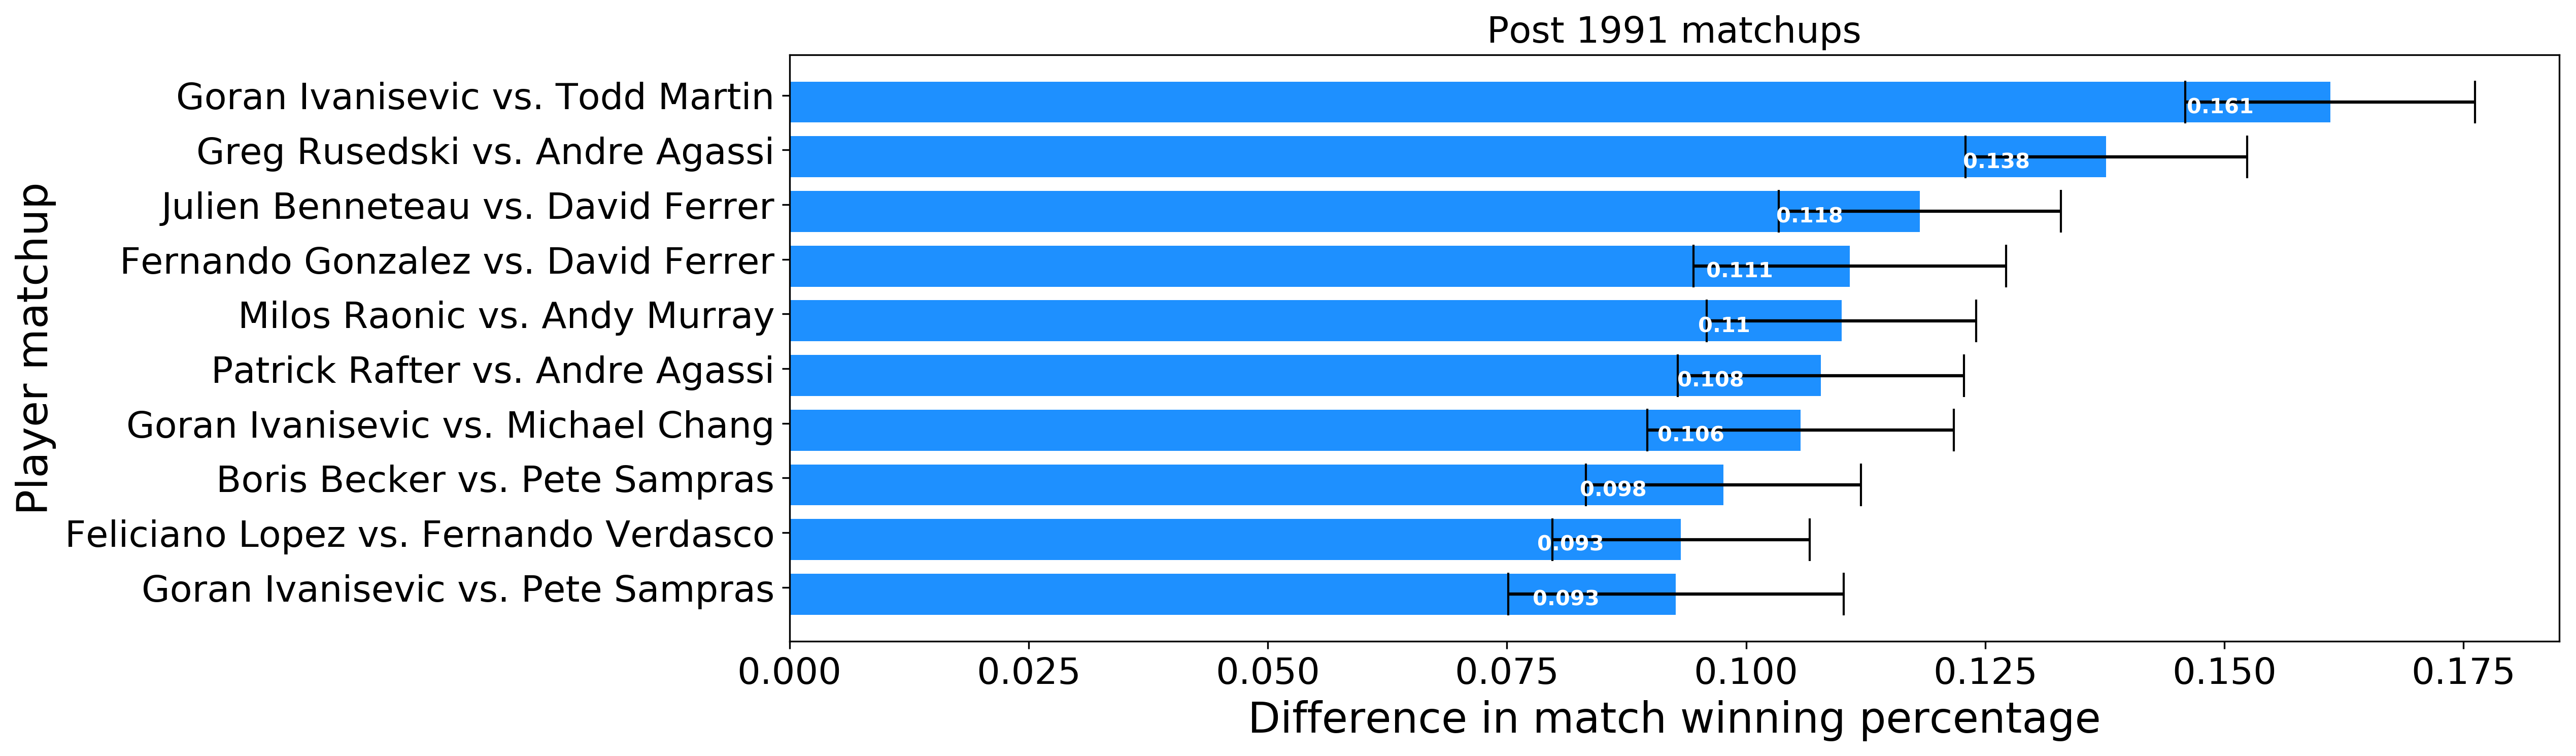 Post 1991 matchups
Player matchup
Goran Ivanisevic vs. Todd Martin
0.161
Greg Rusedski vs. Andre Agassi
0.138
Julien Benneteau vs. David Ferrer
0.118
Fernando Gonzalez vs. David Ferrer
0.111
Milos Raonic vs. Andy Murray
0.11
Patrick Rafter vs. Andre Agassi
0.108
Goran Ivanisevic vs. Michael Chang
0.106
Boris Becker vs. Pete Sampras
0.098
Feliciano Lopez vs. Fernando Verdasco
0.093
Goran Ivanisevic vs. Pete Sampras
0.093
0.000 0.025 0.050 0.075 0.100 0.125 0.150 0.175
Difference in match winning percentage